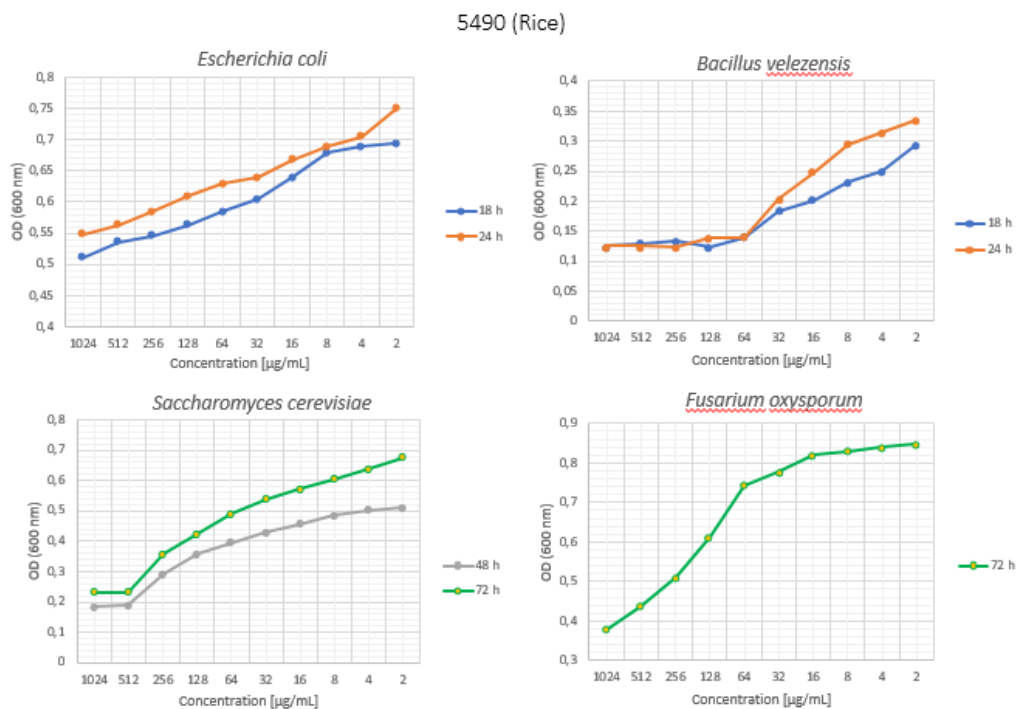 5490 (Rice)
Escherichia coli
0,8
0,75
0,7
0,65
0,6
0,55
0,5
0,45
0,4
OD (600 nm)
1024 512 256 128 64 32 16 8 4 2
Concentration [µg/mL]
18 h
24 h
Bacillus velezensis
0,4
0,35
0,3
0,25
0,2
0,15
0,1
0,05
0
OD (600 nm)
1024 512 256 128 64 32 16 8 4 2
Concentration [µg/mL]
18 h
24 h
Saccharomyces cerevisiae
0,8
0,7
0,6
0,5
0,4
0,3
0,2
0,1
0
OD (600 nm)
1024 512 256 128 64 32 16 8 4 2
Concentration [µg/mL]
48 h
72 h
Fusarium oxysporum
0,9
0,8
0,7
0,6
0,5
0,4
0,3
OD (600 nm)
1024 512 256 128 64 32 16 8 4 2
Concentration [µg/mL]
72 h